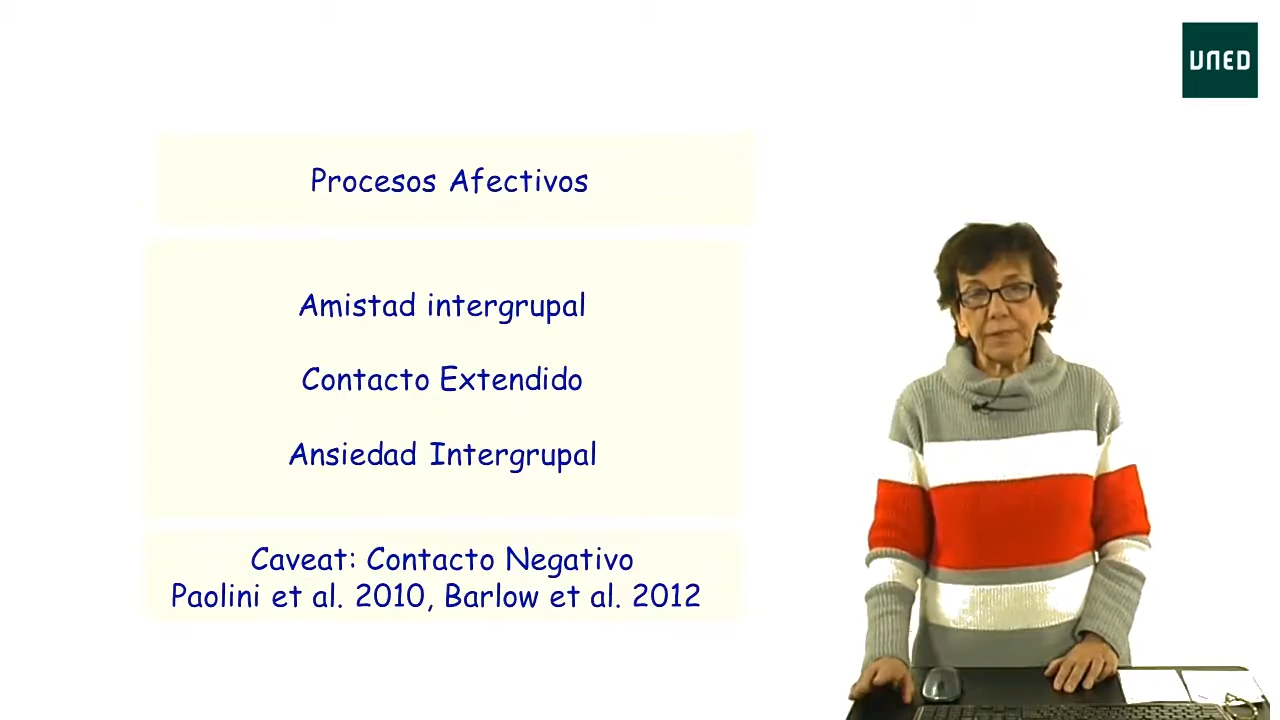 UNED
Procesos Afectivos
Amistad intergrupal
Contacto Extendido
Ansiedad Intergrupal
Caveat: Contacto Negativo
Paolini et al. 2010, Barlow et al. 2012